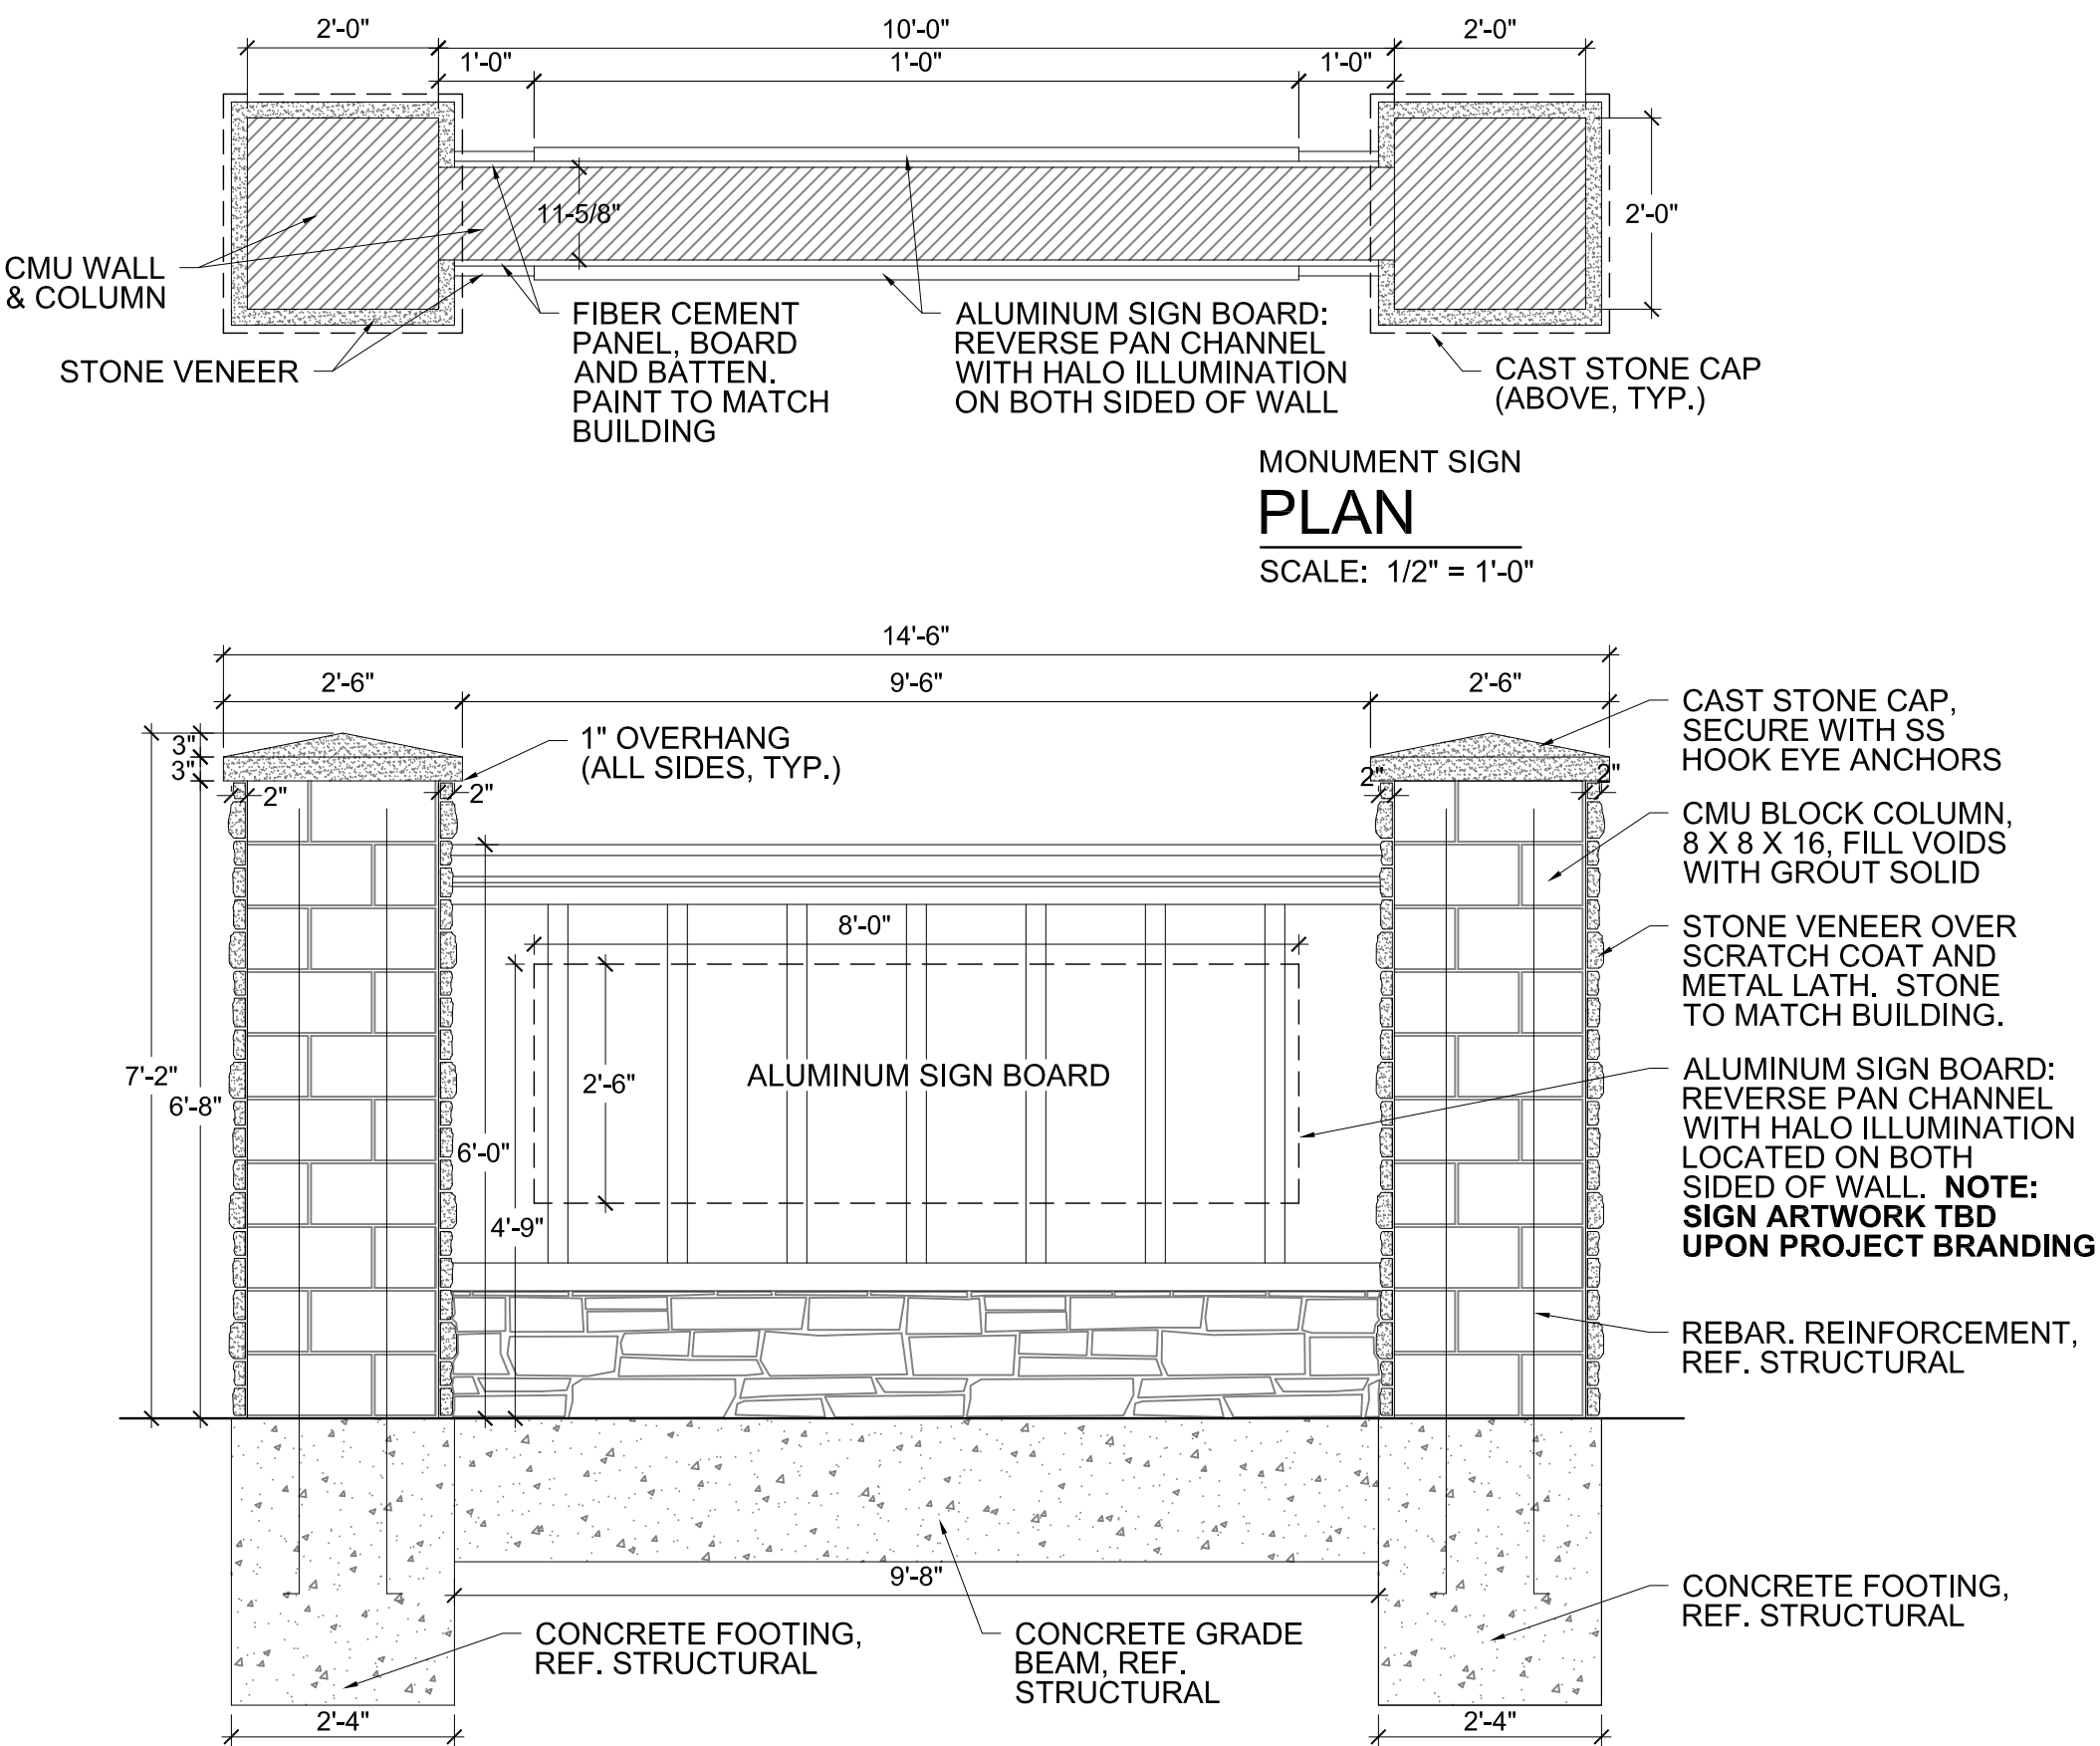 2'-0" 10'-0" 2'-0"
1'-0" 1'-0" 1'-0"
11-5/8"
2'-0"
CMU WALL
& COLUMN
STONE VENEER
FIBER CEMENT
PANEL, BOARD
AND BATTEN.
PAINT TO MATCH
BUILDING
ALUMINUM SIGN BOARD:
REVERSE PAN CHANNEL
WITH HALO ILLUMINATION
ON BOTH SIDED OF WALL
CAST STONE CAP
(ABOVE, TYP.)
MONUMENT SIGN
PLAN
SCALE: 1/2" = 1'-0"
14'-6"
2'-6" 9'-6" 2'-6"
3"
3"
1" OVERHANG
(ALL SIDES, TYP.)
2" 2" 2" 2"
8'-0"
2'-6"
ALUMINUM SIGN BOARD
7'-2"
6'-8"
6'-0"
4'-9"
CAST STONE CAP,
SECURE WITH SS
HOOK EYE ANCHORS
CMU BLOCK COLUMN,
8 X 8 X 16, FILL VOIDS
WITH GROUT SOLID
STONE VENEER OVER
SCRATCH COAT AND
METAL LATH. STONE
TO MATCH BUILDING.
ALUMINUM SIGN BOARD:
REVERSE PAN CHANNEL
WITH HALO ILLUMINATION
LOCATED ON BOTH
SIDED OF WALL. NOTE:
SIGN ARTWORK TBD
UPON PROJECT BRANDING
REBAR. REINFORCEMENT,
REF. STRUCTURAL
9'-8"
CONCRETE FOOTING,
REF. STRUCTURAL
CONCRETE GRADE
BEAM, REF.
STRUCTURAL
CONCRETE FOOTING,
REF. STRUCTURAL
2'-4" 2'-4"